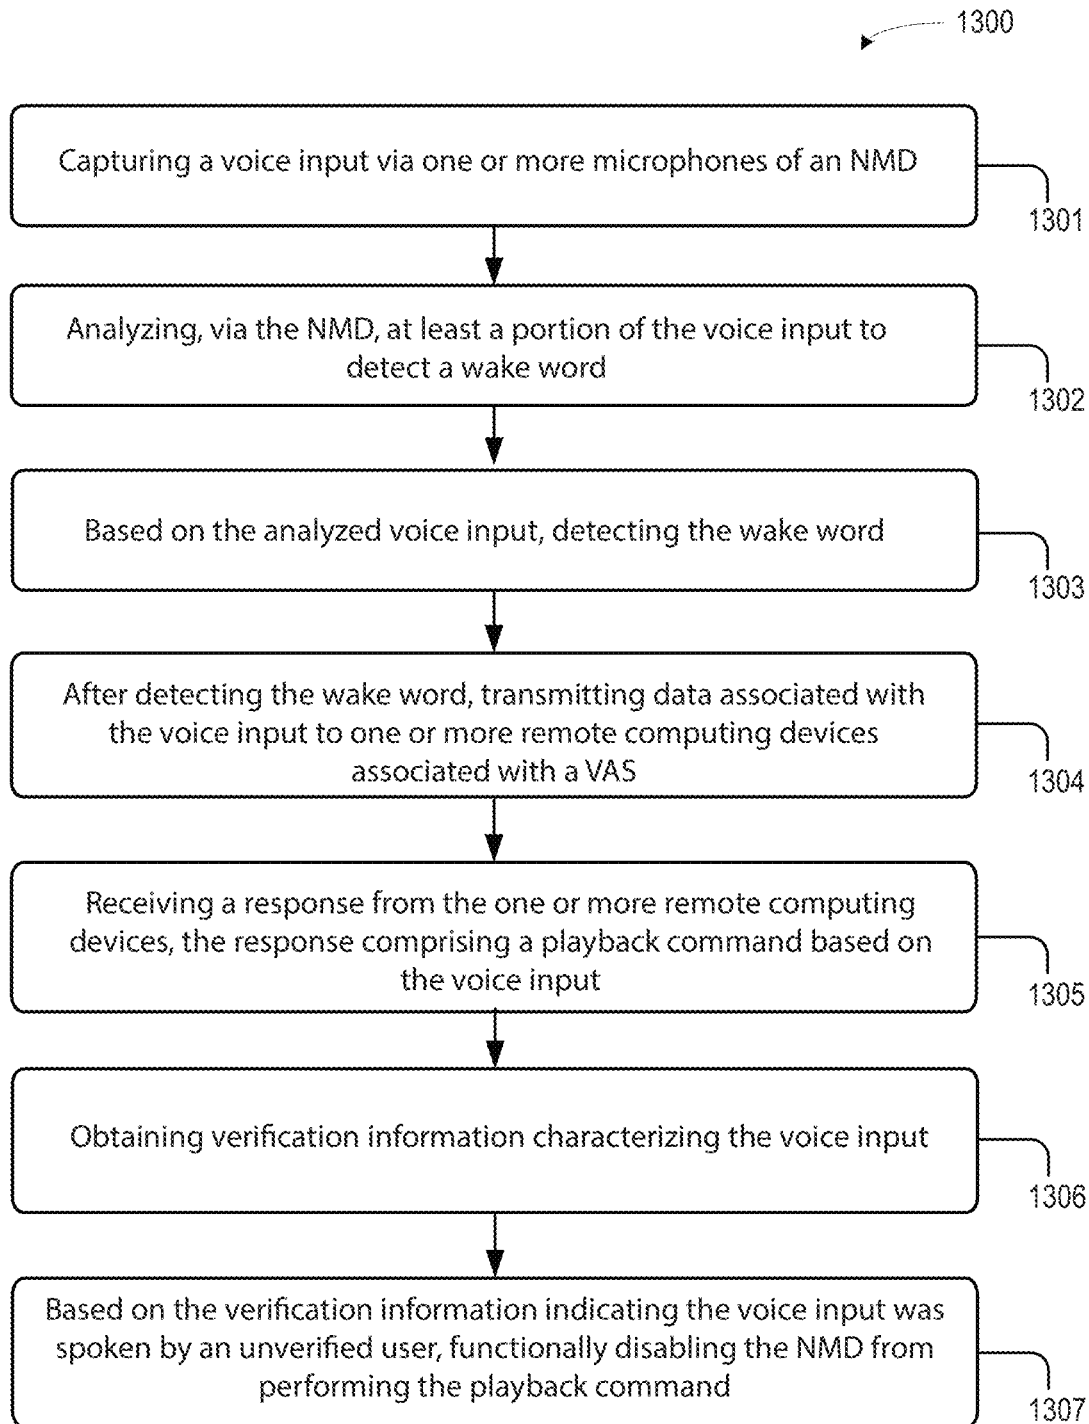 1300
Capturing a voice input via one or more microphones of an NMD
1301
Analyzing, via the NMD, at least a portion of the voice input to
detect a wake word
1302
Based on the analyzed voice input, detecting the wake word
1303
After detecting the wake word, transmitting data associated with
the voice input to one or more remote computing devices
associated with a VAS
1304
Receiving a response from the one or more remote computing
devices, the response comprising a playback command based on
the voice input
1305
Obtaining verification information characterizing the voice input
1306
Based on the verification information indicating the voice input was
spoken by an unverified user, functionally disabling the NMD from
performing the playback command
1307